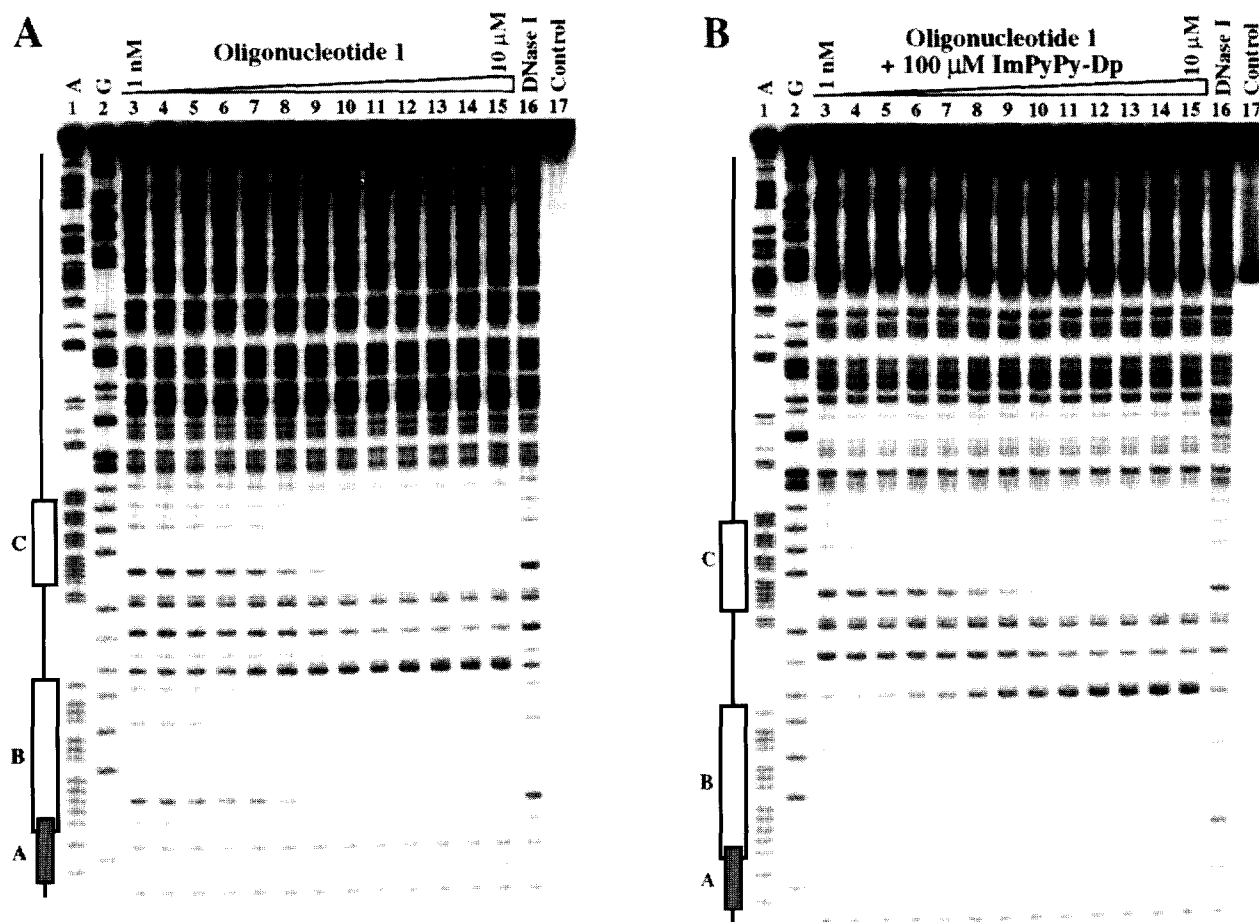 A
Oligonucleotide 1
A
G
1 nM
10 µM
DNase I
Control
1 2 3 4 5 6 7 8 9 10 11 12 13 14 15 16 17
C
B
A
B
Oligonucleotide 1
+ 100 µM ImPyPy-Dp
A
G
1 nM
10 µM
DNase I
Control
1 2 3 4 5 6 7 8 9 10 11 12 13 14 15 16 17
C
B
A